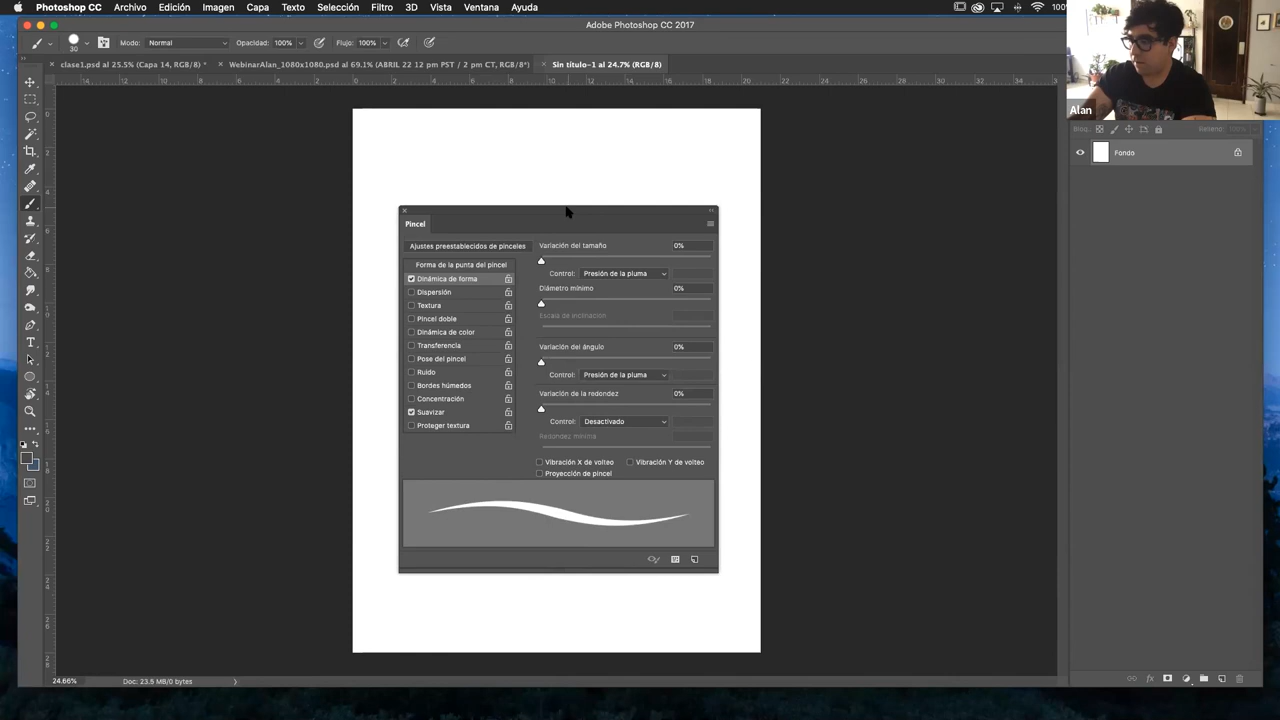 Photoshop CC Archivo Edición Imagen Capa Texto Selección Filtro 3D Vista Ventana Ayuda 100%
Adobe Photoshop CC 2017
30 Modo: Normal Opacidad: 100% Flujo: 100%
clase1.psd al 25.5% (Capa 14, RGB/8) * WebinarAlan_1080x1080.psd al 69.1% (ABRIL 22 12 pm PST / 2 pm CT, RGB/8*) Sin título-1 al 24.7% (RGB/8)
Alan
Fondo
Pincel
Ajustes preestablecidos de pinceles
Forma de la punta del pincel
Dinámica de forma
Dispersión
Textura
Pincel doble
Dinámica de color
Transferencia
Pose del pincel
Ruido
Bordes húmedos
Concentración
Suavizar
Proteger textura
Variación del tamaño 0%
Control: Presión de la pluma
Diámetro mínimo 0%
Escala de inclinación
Variación del ángulo 0%
Control: Presión de la pluma
Variación de la redondez 0%
Control: Desactivado
Redondez mínima
Vibración X de volteo Vibración Y de volteo
Proyección de pincel
24.66% Doc: 23.5 MB/0 bytes